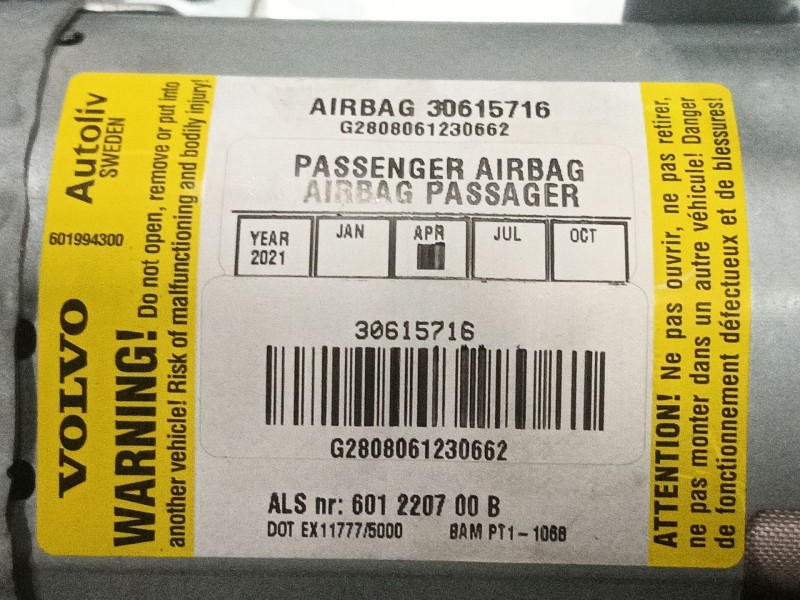 Autoliv
SWEDEN
601994300
VOLVO
WARNING! Do not open, remove or put into
another vehicle! Risk of malfunctioning and bodily injury!
AIRBAG 30615716
G2808061230662
PASSENGER AIRBAG
AIRBAG PASSAGER
YEAR 2021 JAN APR JUL OCT
30615716
G2808061230662
ALS nr: 601 2207 00 B
DOT EX11777/5000 BAM PT1-1068
ATTENTION! Ne pas ouvrir, ne pas retirer,
ne pas monter dans un autre véhicule! Danger
de fonctionnement défectueux et de blessures!